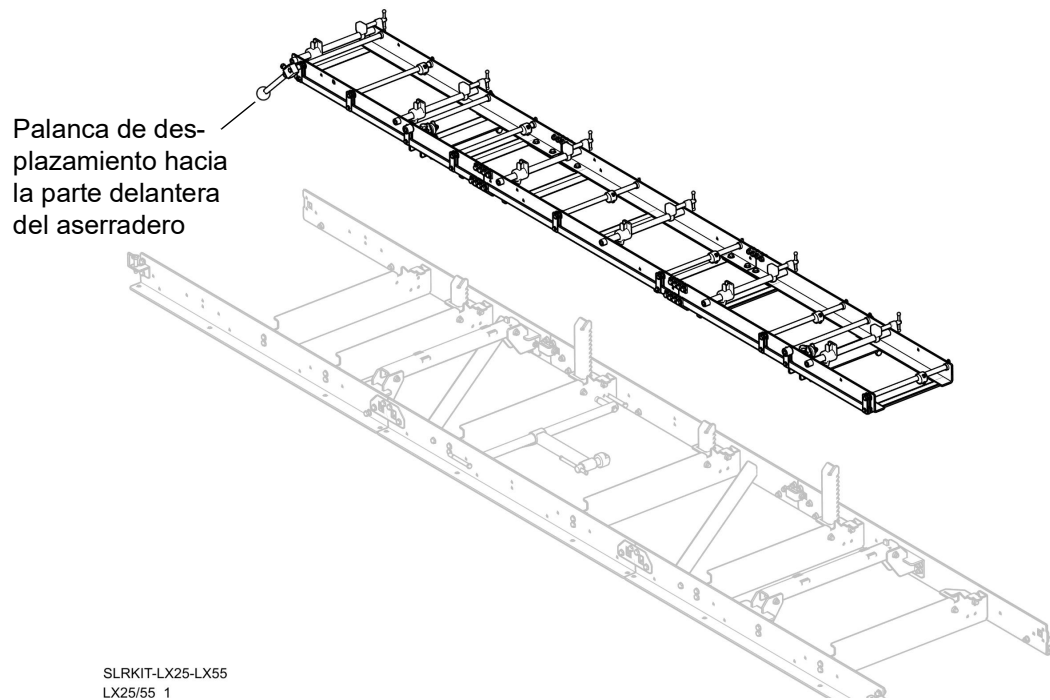 Palanca de des-
plazamiento hacia
la parte delantera
del aserradero
SLRKIT-LX25-LX55
LX25/55_1